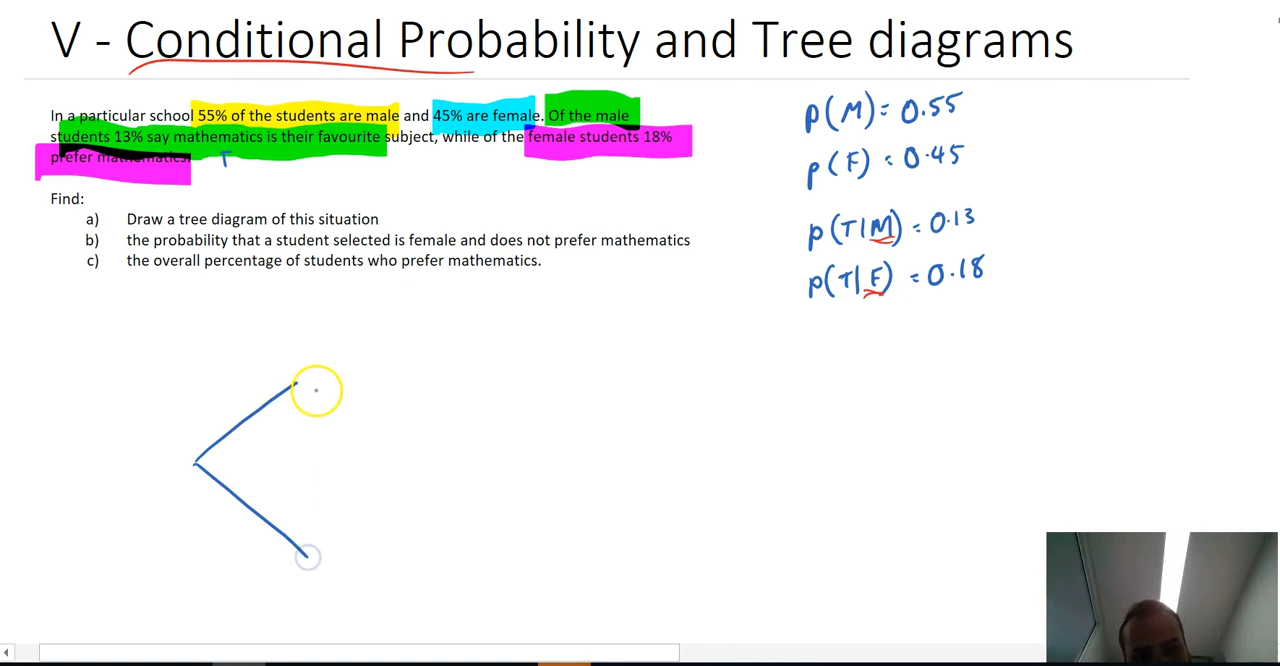 V - Conditional Probability and Tree diagrams
In a particular school 55% of the students are male and 45% are female. Of the male
students 13% say mathematics is their favourite subject, while of the female students 18%
prefer mathematics.
T
Find:
a) Draw a tree diagram of this situation
b) the probability that a student selected is female and does not prefer mathematics
c) the overall percentage of students who prefer mathematics.
P(M) = 0.55
P(F) = 0.45
P(T|M) = 0.13
P(T|F) = 0.18